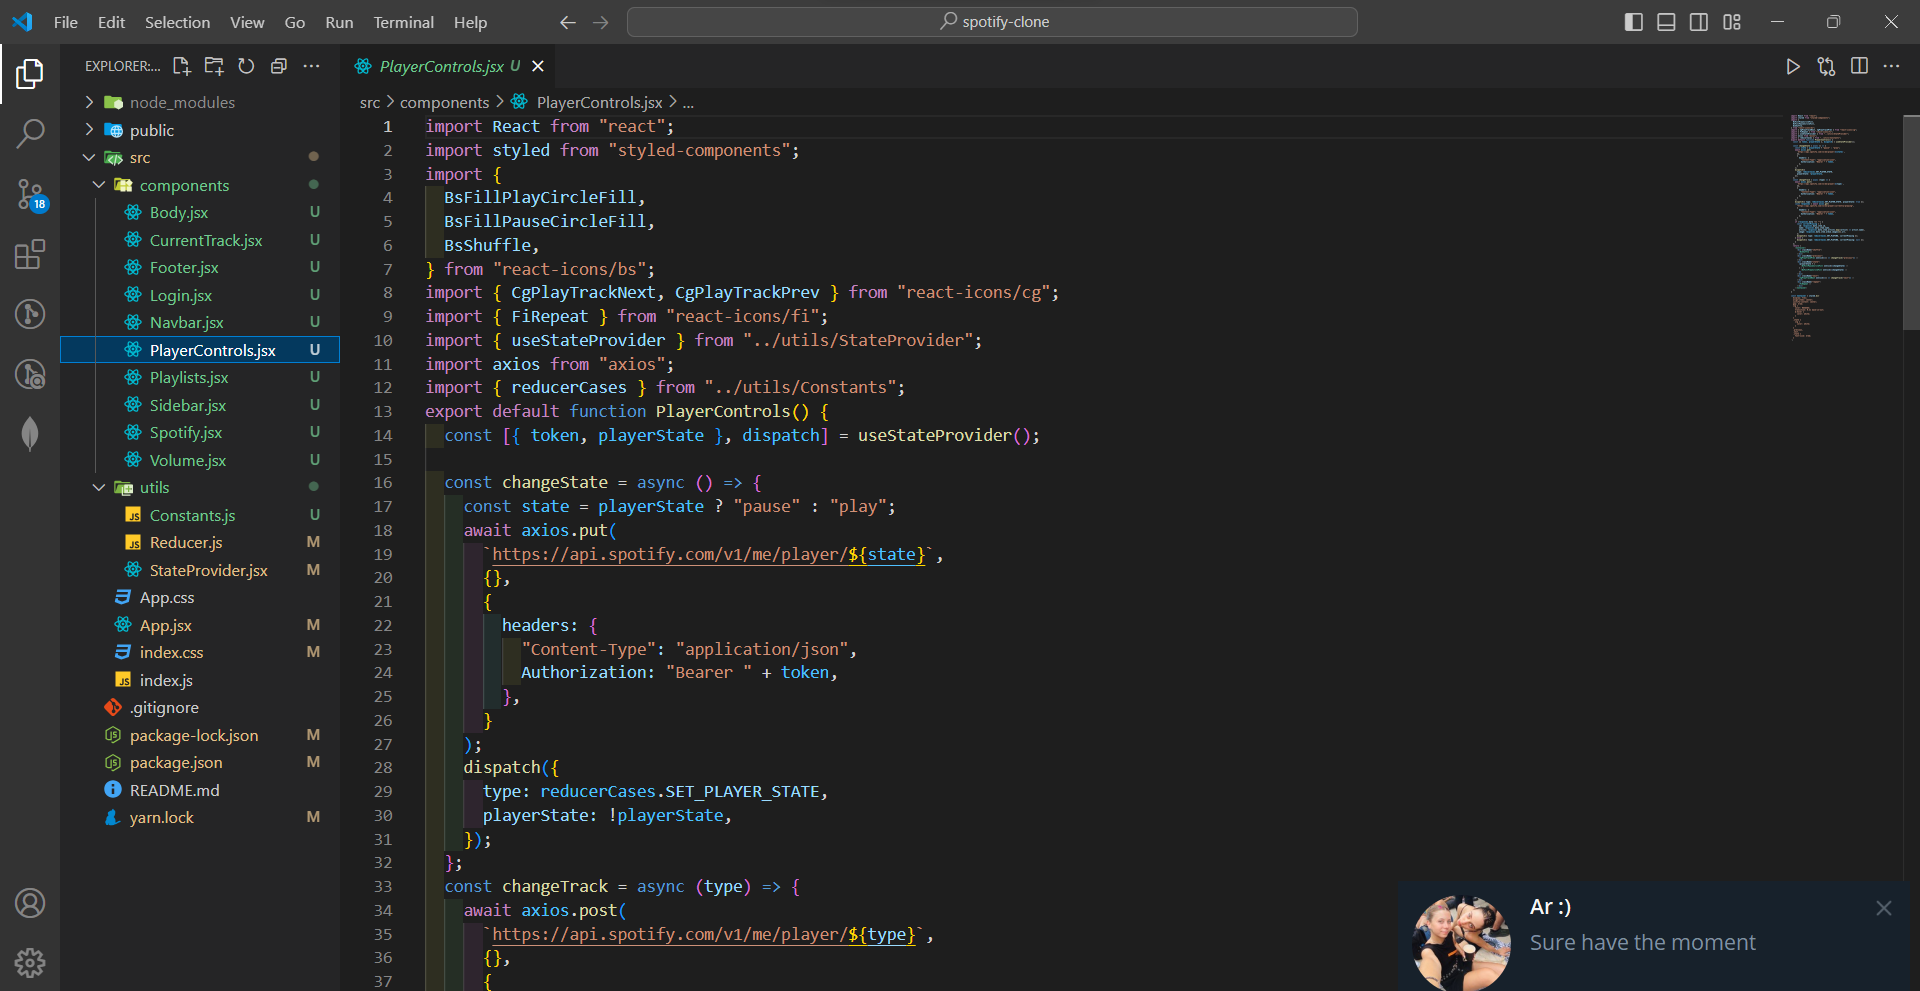 File Edit Selection View Go Run Terminal Help
spotify-clone
EXPLORER:...
node_modules
public
src
components
Body.jsx U
CurrentTrack.jsx U
Footer.jsx U
Login.jsx U
Navbar.jsx U
PlayerControls.jsx U
Playlists.jsx U
Sidebar.jsx U
Spotify.jsx U
Volume.jsx U
utils
Constants.js U
Reducer.js M
StateProvider.jsx M
App.css
App.jsx M
index.css M
index.js
.gitignore
package-lock.json M
package.json M
README.md
yarn.lock M
18
PlayerControls.jsx U
src > components > PlayerControls.jsx > ...
1 import React from "react";
2 import styled from "styled-components";
3 import {
4 BsFillPlayCircleFill,
5 BsFillPauseCircleFill,
6 BsShuffle,
7 } from "react-icons/bs";
8 import { CgPlayTrackNext, CgPlayTrackPrev } from "react-icons/cg";
9 import { FiRepeat } from "react-icons/fi";
10 import { useStateProvider } from "../utils/StateProvider";
11 import axios from "axios";
12 import { reducerCases } from "../utils/Constants";
13 export default function PlayerControls() {
14 const [{ token, playerState }, dispatch] = useStateProvider();
15
16 const changeState = async () => {
17 const state = playerState ? "pause" : "play";
18 await axios.put(
19 `https://api.spotify.com/v1/me/player/${state}`,
20 {},
21 {
22 headers: {
23 "Content-Type": "application/json",
24 Authorization: "Bearer " + token,
25 },
26 }
27 );
28 dispatch({
29 type: reducerCases.SET_PLAYER_STATE,
30 playerState: !playerState,
31 });
32 };
33 const changeTrack = async (type) => {
34 await axios.post(
35 `https://api.spotify.com/v1/me/player/${type}`,
36 {},
37 {
Ar :)
Sure have the moment